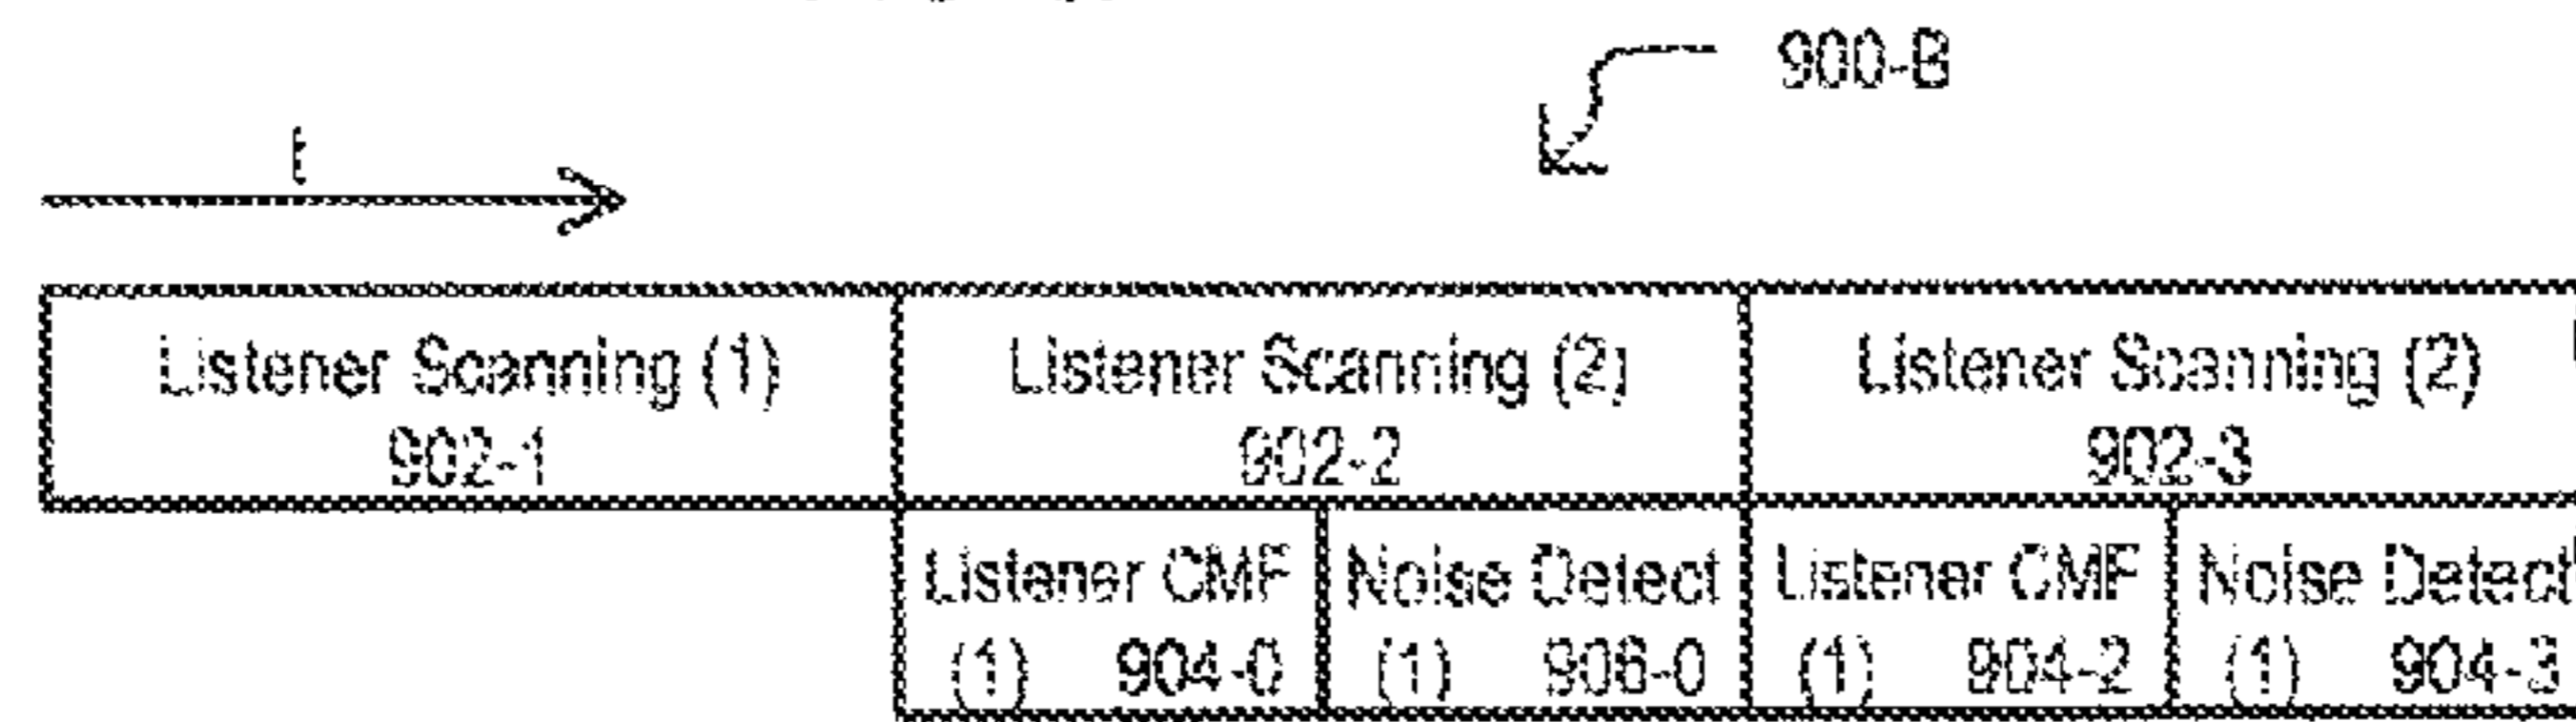 900-B
t
Listener Scanning (1)
902-1
Listener Scanning (2)
902-2
Listener Scanning (2)
902-3
Listener CMF
(1) 904-0
Noise Detect
(1) 906-0
Listener CMF
(1) 904-2
Noise Detect
(1) 904-3